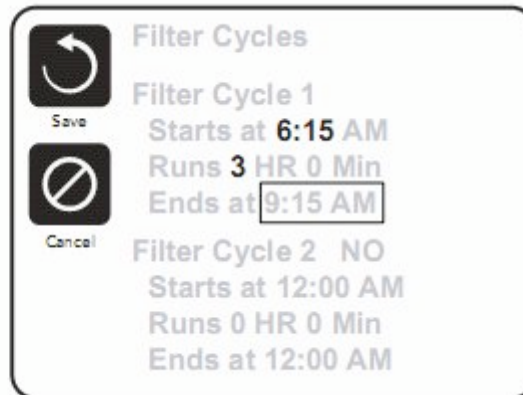 Filter Cycles
Save
Filter Cycle 1
Starts at 6:15 AM
Runs 3 HR 0 Min
Ends at 9:15 AM
Cancel
Filter Cycle 2 NO
Starts at 12:00 AM
Runs 0 HR 0 Min
Ends at 12:00 AM